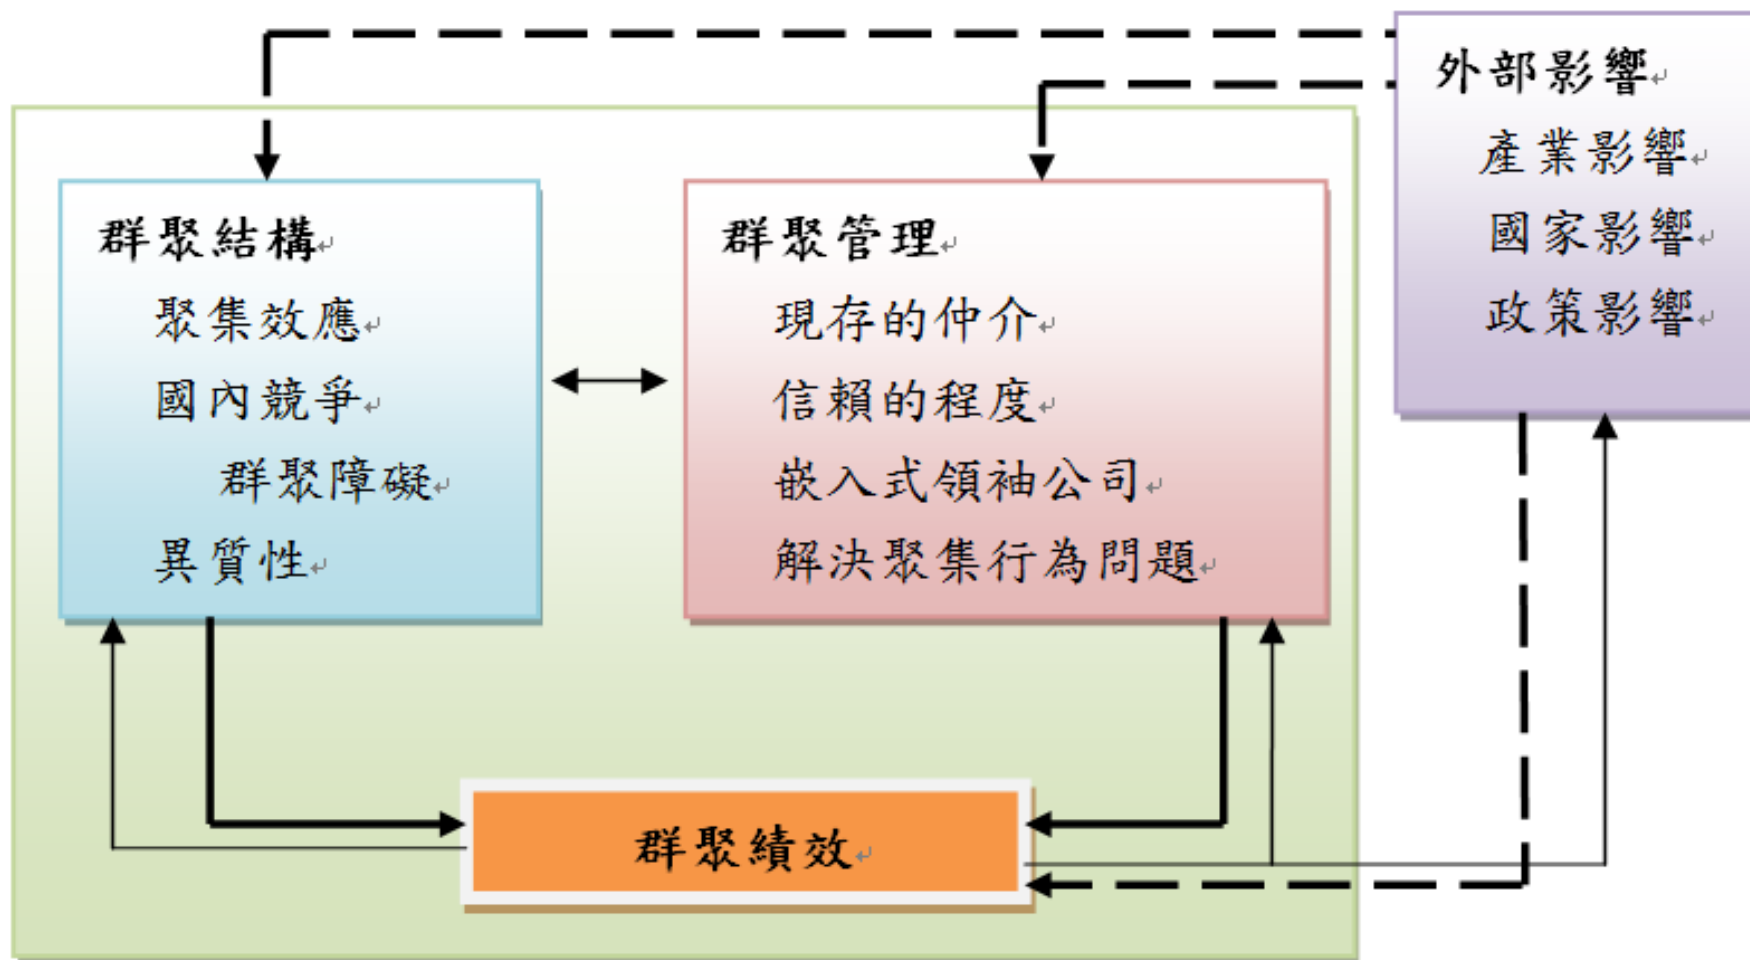 外部影響
產業影響
國家影響
政策影響
群聚結構
聚集效應
國內競爭
群聚障礙
異質性
群聚管理
現存的仲介
信賴的程度
嵌入式領袖公司
解決聚集行為問題
群聚績效